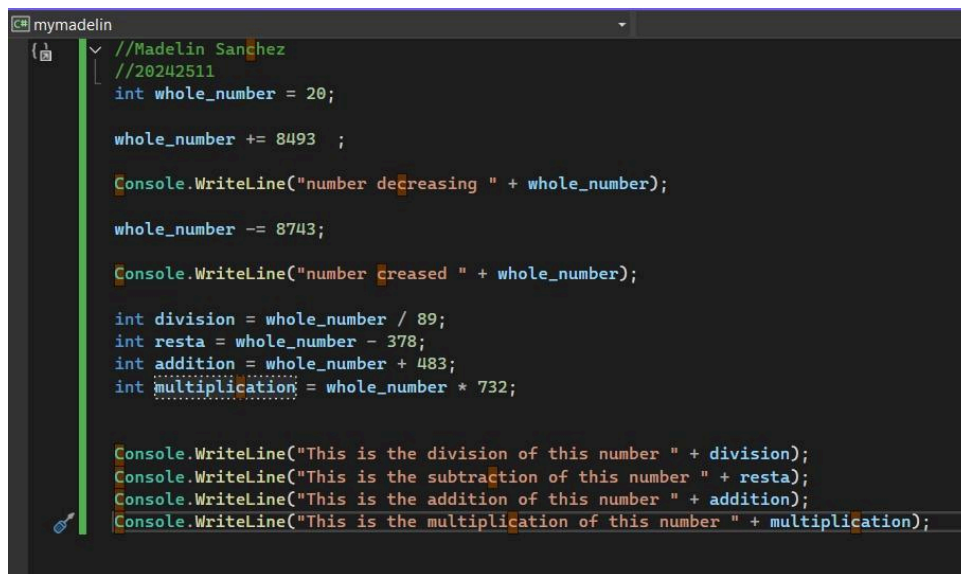 C# mymadelin
//Madelin Sanchez
//20242511
int whole_number = 20;
whole_number += 8493  ;
Console.WriteLine("number decreasing " + whole_number);
whole_number -= 8743;
Console.WriteLine("number creased " + whole_number);
int division = whole_number / 89;
int resta = whole_number - 378;
int addition = whole_number + 483;
int multiplication = whole_number * 732;
Console.WriteLine("This is the division of this number " + division);
Console.WriteLine("This is the subtraction of this number " + resta);
Console.WriteLine("This is the addition of this number " + addition);
Console.WriteLine("This is the multiplication of this number " + multiplication);